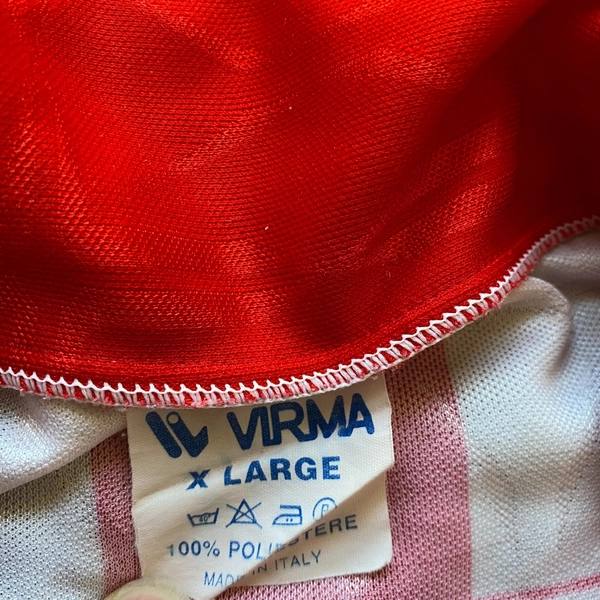 VIRMA
X LARGE
P
100% POLIESTERE
MADE IN ITALY